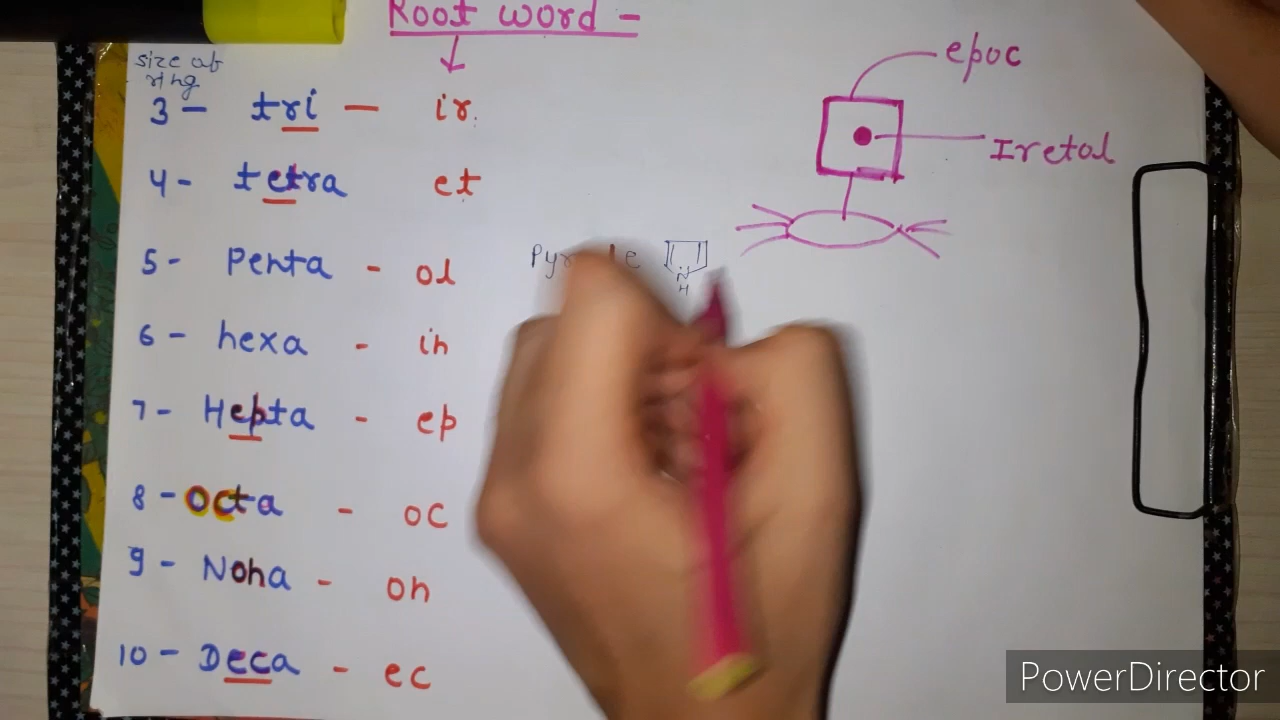 Root word -
size of
ring
3 - tri - ir
4 - tetra et
5 - Penta - ol
6 - hexa - in
7 - Hepta - ep
8 - octa - oc
9 - Nona - on
10 - Deca - ec
epoc
Iretol
N
H
PowerDirector